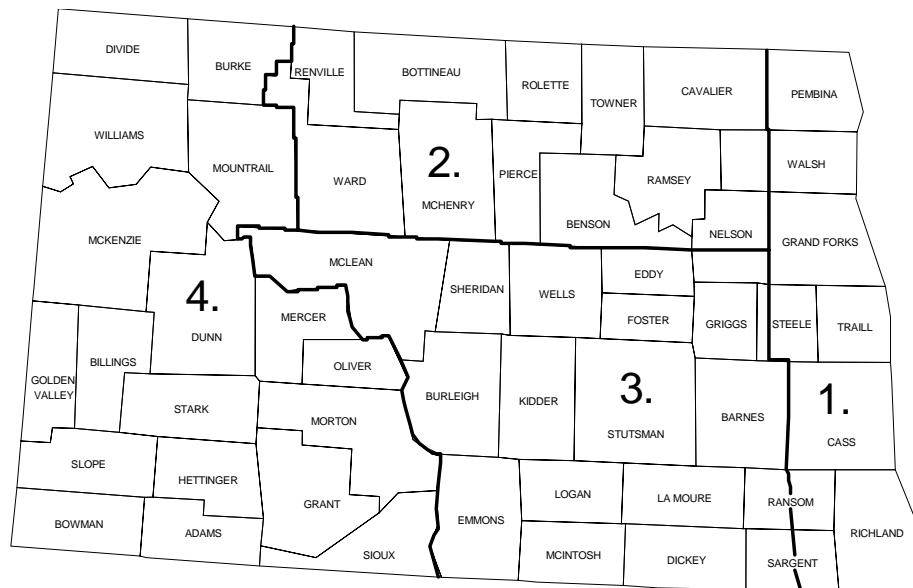 DIVIDE
BURKE
RENVILLE
BOTTINEAU
ROLETTE
TOWNER
CAVALIER
PEMBINA
WILLIAMS
MOUNTRAIL
WARD
2.
MCHENRY
PIERCE
BENSON
RAMSEY
NELSON
WALSH
GRAND FORKS
MCKENZIE
4.
DUNN
MCLEAN
MERCER
OLIVER
SHERIDAN
WELLS
EDDY
FOSTER
GRIGGS
STEELE
TRAILL
GOLDEN
VALLEY
BILLINGS
STARK
MORTON
BURLEIGH
KIDDER
3.
STUTSMAN
BARNES
1.
CASS
SLOPE
HETTINGER
GRANT
BOWMAN
ADAMS
SIOUX
EMMONS
LOGAN
LA MOURE
RANSOM
RICHLAND
MCINTOSH
DICKEY
SARGENT